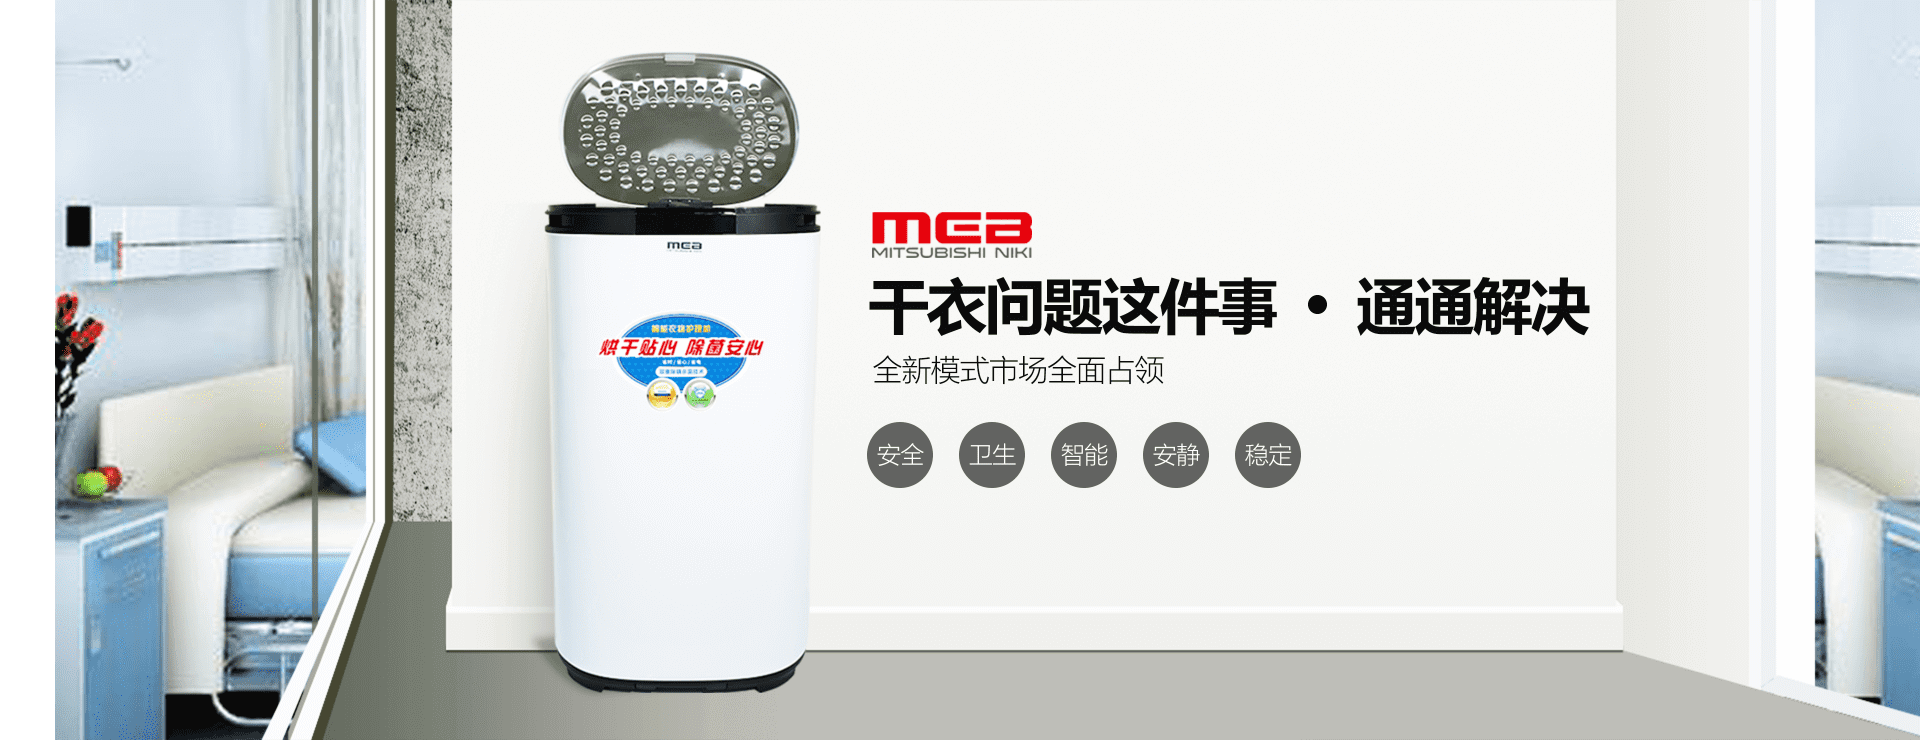 MEB
MITSUBISHI NIKI
干衣问题这件事 • 通通解决
全新模式市场全面占领
安全 卫生 智能 安静 稳定
MEB
烘干贴心 除菌安心